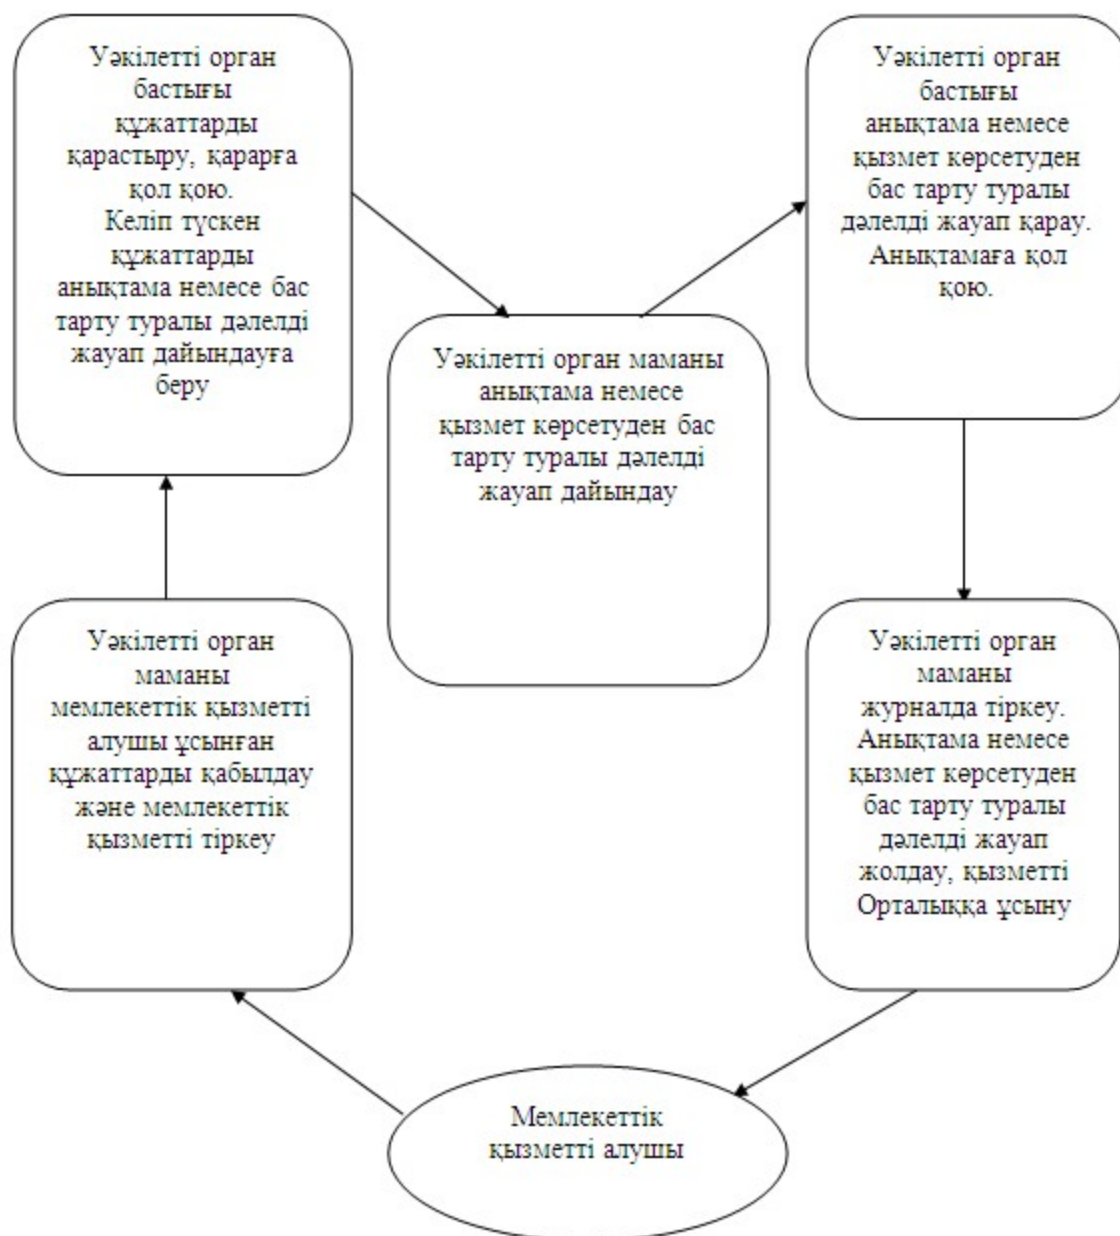 Уәкілетті орган
бастығы
құжаттарды
қарастыру, қарарға
қол қою.
Келіп түскен
құжаттарды
анықтама немесе бас
тарту туралы дәлелді
жауап дайындауға
беру
Уәкілетті орган
бастығы
анықтама немесе
қызмет көрсетуден
бас тарту туралы
дәлелді жауап қарау.
Анықтамаға қол
қою.
Уәкілетті орган маманы
анықтама немесе
қызмет көрсетуден бас
тарту туралы дәлелді
жауап дайындау
Уәкілетті орган
маманы
мемлекеттік қызметті
алушы ұсынған
құжаттарды қабылдау
және мемлекеттік
қызметті тіркеу
Уәкілетті орган
маманы
журналда тіркеу.
Анықтама немесе
қызмет көрсетуден
бас тарту туралы
дәлелді жауап
жолдау, қызметті
Орталыққа ұсыну
Мемлекеттік
қызметті алушы